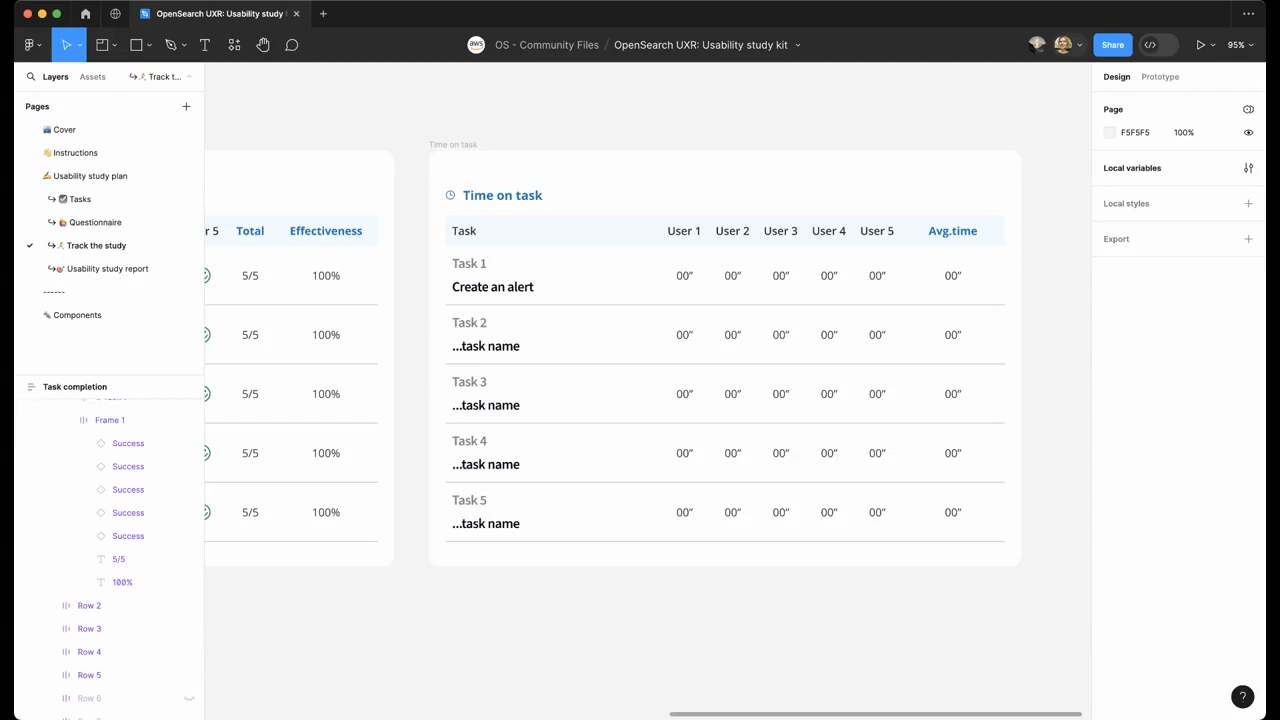 OpenSearch UXR: Usability study
OS - Community Files / OpenSearch UXR: Usability study kit
Share
95%
Layers
Assets
Track t...
Pages
Cover
Instructions
Usability study plan
Tasks
Questionnaire
Track the study
Usability study report
------
Components
Task completion
Frame 1
Success
Success
Success
Success
Success
5/5
100%
Row 2
Row 3
Row 4
Row 5
Row 6
r 5 Total Effectiveness
5/5 100%
5/5 100%
5/5 100%
5/5 100%
5/5 100%
Time on task
Time on task
Task User 1 User 2 User 3 User 4 User 5 Avg.time
Task 1
Create an alert 00” 00” 00” 00” 00” 00”
Task 2
...task name 00” 00” 00” 00” 00” 00”
Task 3
...task name 00” 00” 00” 00” 00” 00”
Task 4
...task name 00” 00” 00” 00” 00” 00”
Task 5
...task name 00” 00” 00” 00” 00” 00”
Design Prototype
Page
F5F5F5 100%
Local variables
Local styles
Export
aws
?